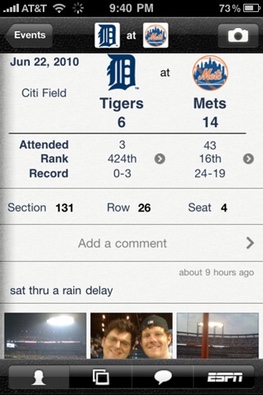 AT&T 9:40 PM 73%
Events D at Mets
Jun 22, 2010
Citi Field
D at Mets
Tigers Mets
6 14
Attended 3 43
Rank 424th 16th
Record 0-3 24-19
Section 131 Row 26 Seat 4
Add a comment
about 9 hours ago
sat thru a rain delay
ESPN